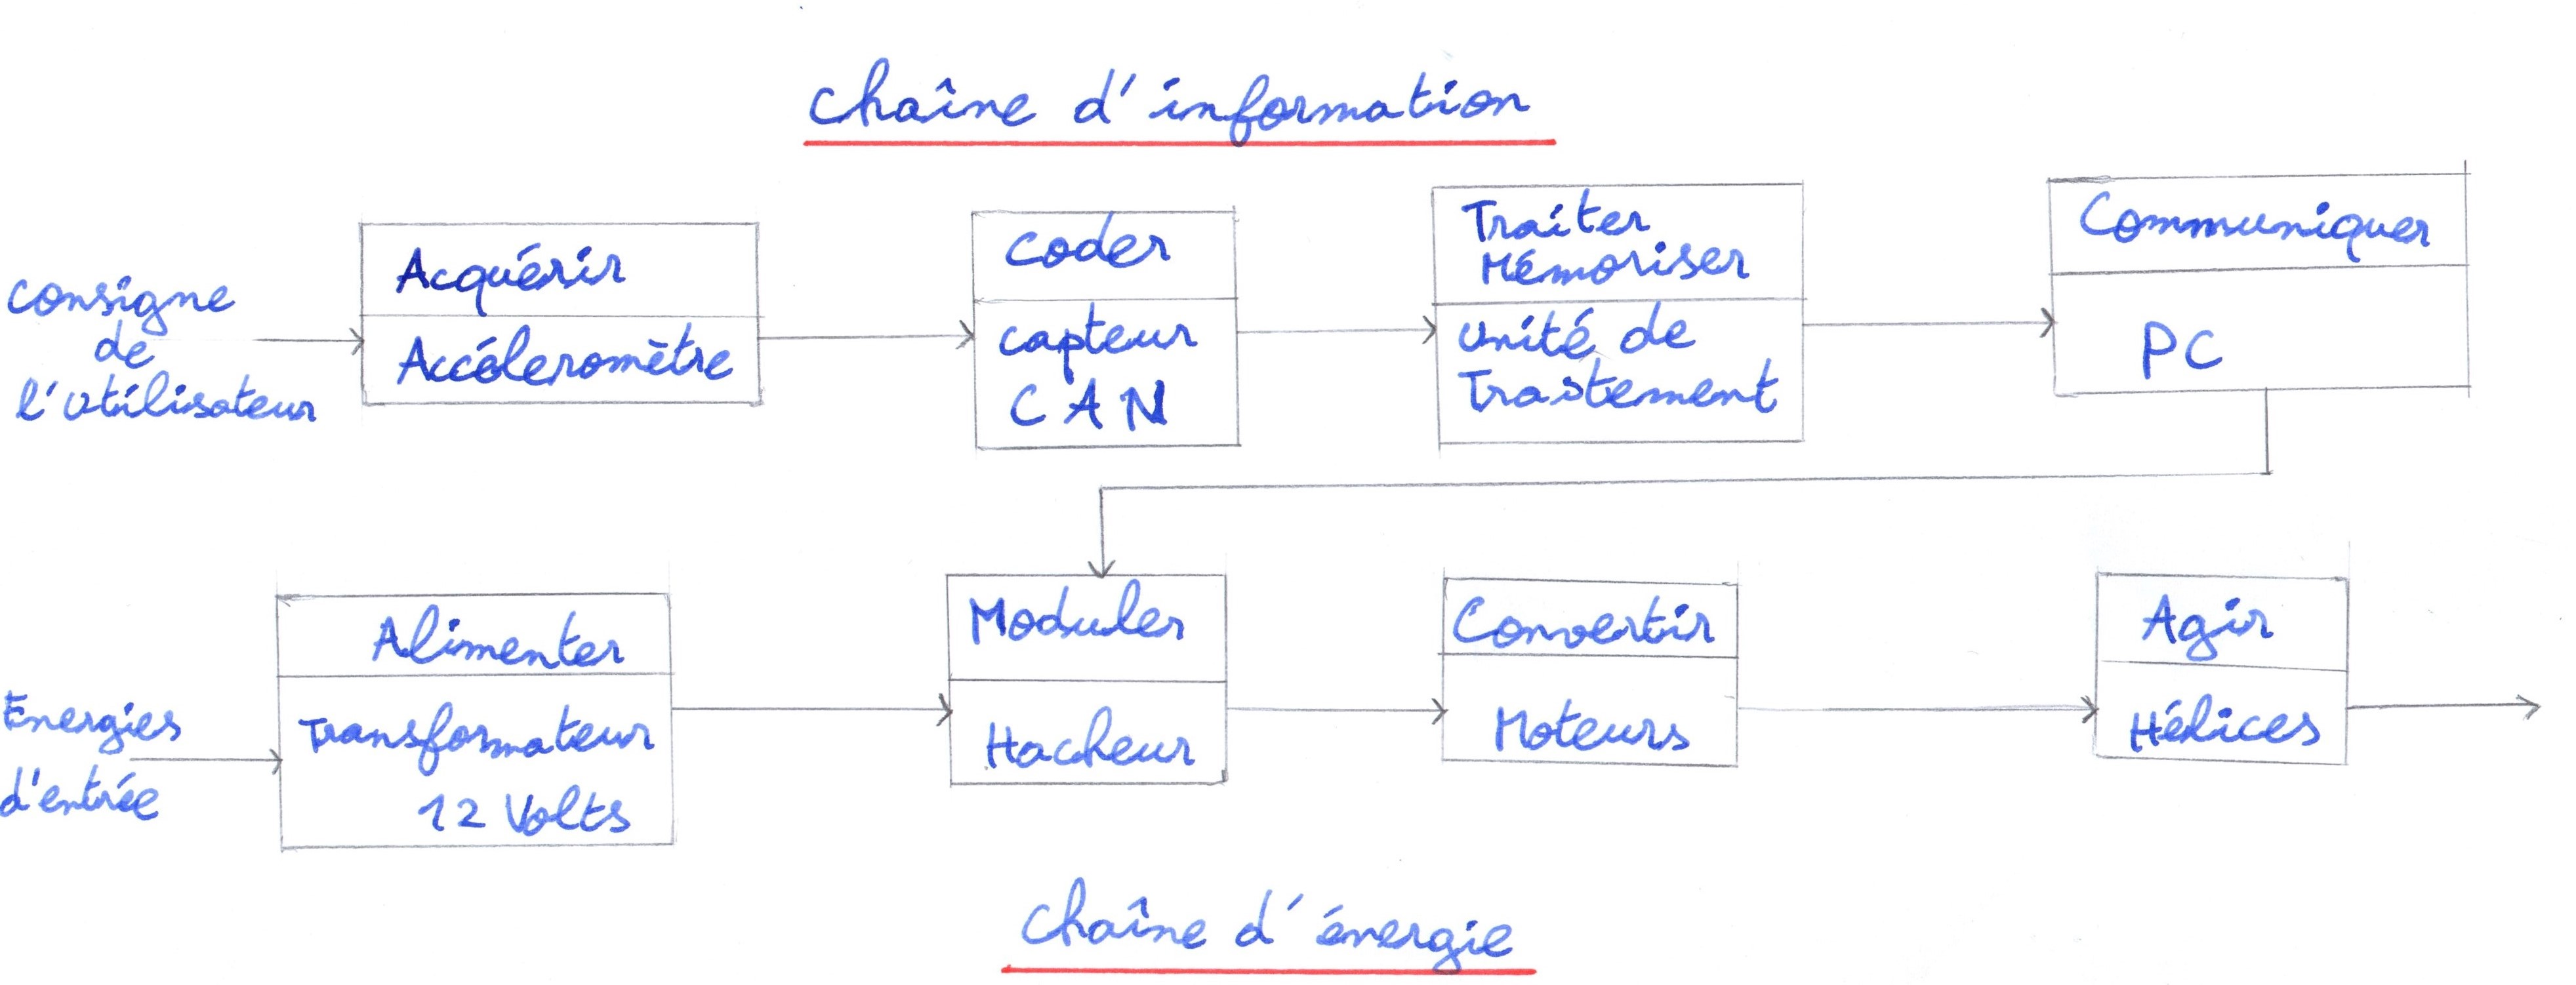 Chaîne d'information
consigne
de
l'utilisateur
Acquérir
Accéleromètre
Coder
capteur
CAN
Traiter
Mémoriser
Unité de
Traitement
Communiquer
PC
Energies
d'entrée
Alimenter
Transformateur
12 Volts
Moduler
Hacheur
Convertir
Moteurs
Agir
Hélices
Chaîne d'énergie